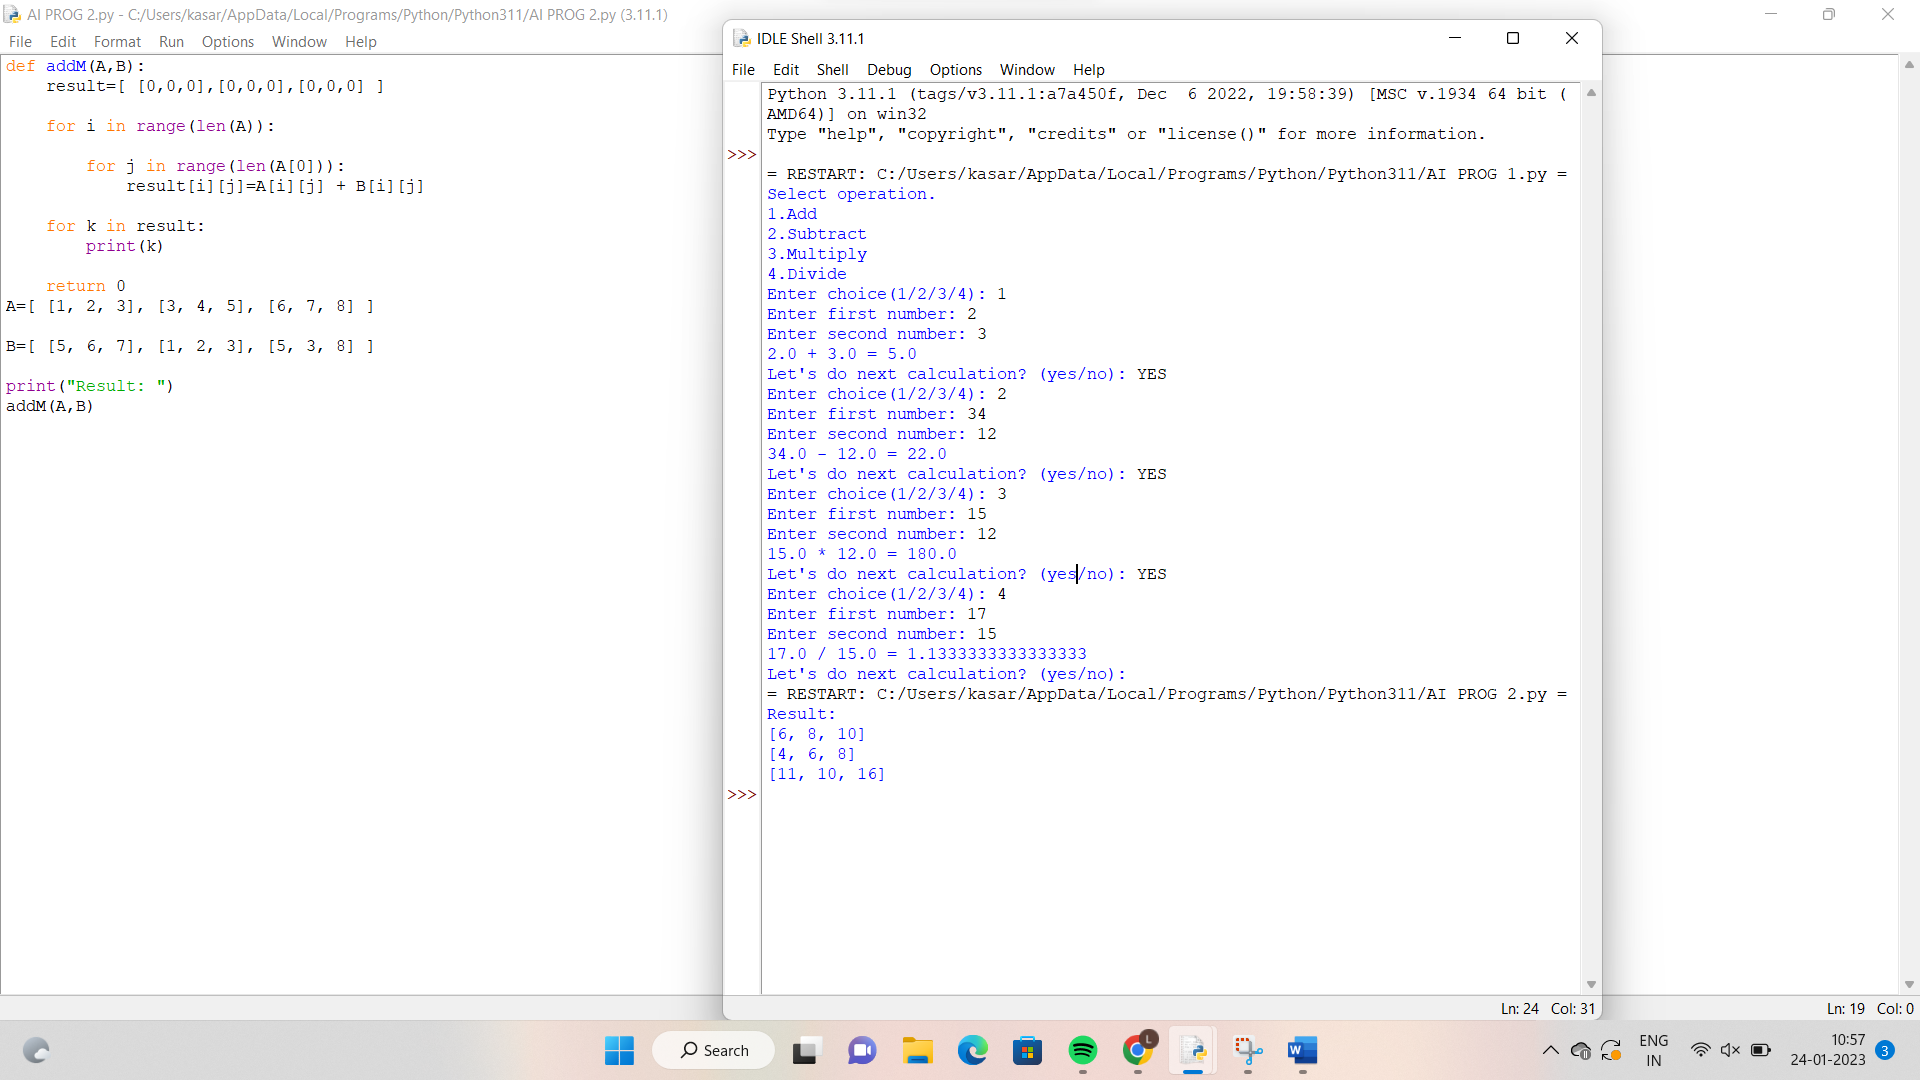 AI PROG 2.py - C:/Users/kasar/AppData/Local/Programs/Python/Python311/AI PROG 2.py (3.11.1)
File Edit Format Run Options Window Help
def addM(A,B):
    result=[ [0,0,0],[0,0,0],[0,0,0] ]
    for i in range(len(A)):
        for j in range(len(A[0])):
            result[i][j]=A[i][j] + B[i][j]
    for k in result:
        print(k)
    return 0
A=[ [1, 2, 3], [3, 4, 5], [6, 7, 8] ]
B=[ [5, 6, 7], [1, 2, 3], [5, 3, 8] ]
print("Result: ")
addM(A,B)
IDLE Shell 3.11.1
File Edit Shell Debug Options Window Help
Python 3.11.1 (tags/v3.11.1:a7a450f, Dec  6 2022, 19:58:39) [MSC v.1934 64 bit (
AMD64)] on win32
Type "help", "copyright", "credits" or "license()" for more information.
>>>
= RESTART: C:/Users/kasar/AppData/Local/Programs/Python/Python311/AI PROG 1.py =
Select operation.
1.Add
2.Subtract
3.Multiply
4.Divide
Enter choice(1/2/3/4): 1
Enter first number: 2
Enter second number: 3
2.0 + 3.0 = 5.0
Let's do next calculation? (yes/no): YES
Enter choice(1/2/3/4): 2
Enter first number: 34
Enter second number: 12
34.0 - 12.0 = 22.0
Let's do next calculation? (yes/no): YES
Enter choice(1/2/3/4): 3
Enter first number: 15
Enter second number: 12
15.0 * 12.0 = 180.0
Let's do next calculation? (yes/no): YES
Enter choice(1/2/3/4): 4
Enter first number: 17
Enter second number: 15
17.0 / 15.0 = 1.1333333333333333
Let's do next calculation? (yes/no):
= RESTART: C:/Users/kasar/AppData/Local/Programs/Python/Python311/AI PROG 2.py =
Result:
[6, 8, 10]
[4, 6, 8]
[11, 10, 16]
>>>
Ln: 24 Col: 31
Ln: 19 Col: 0
Search
L
W
ENG
IN
10:57
24-01-2023
3